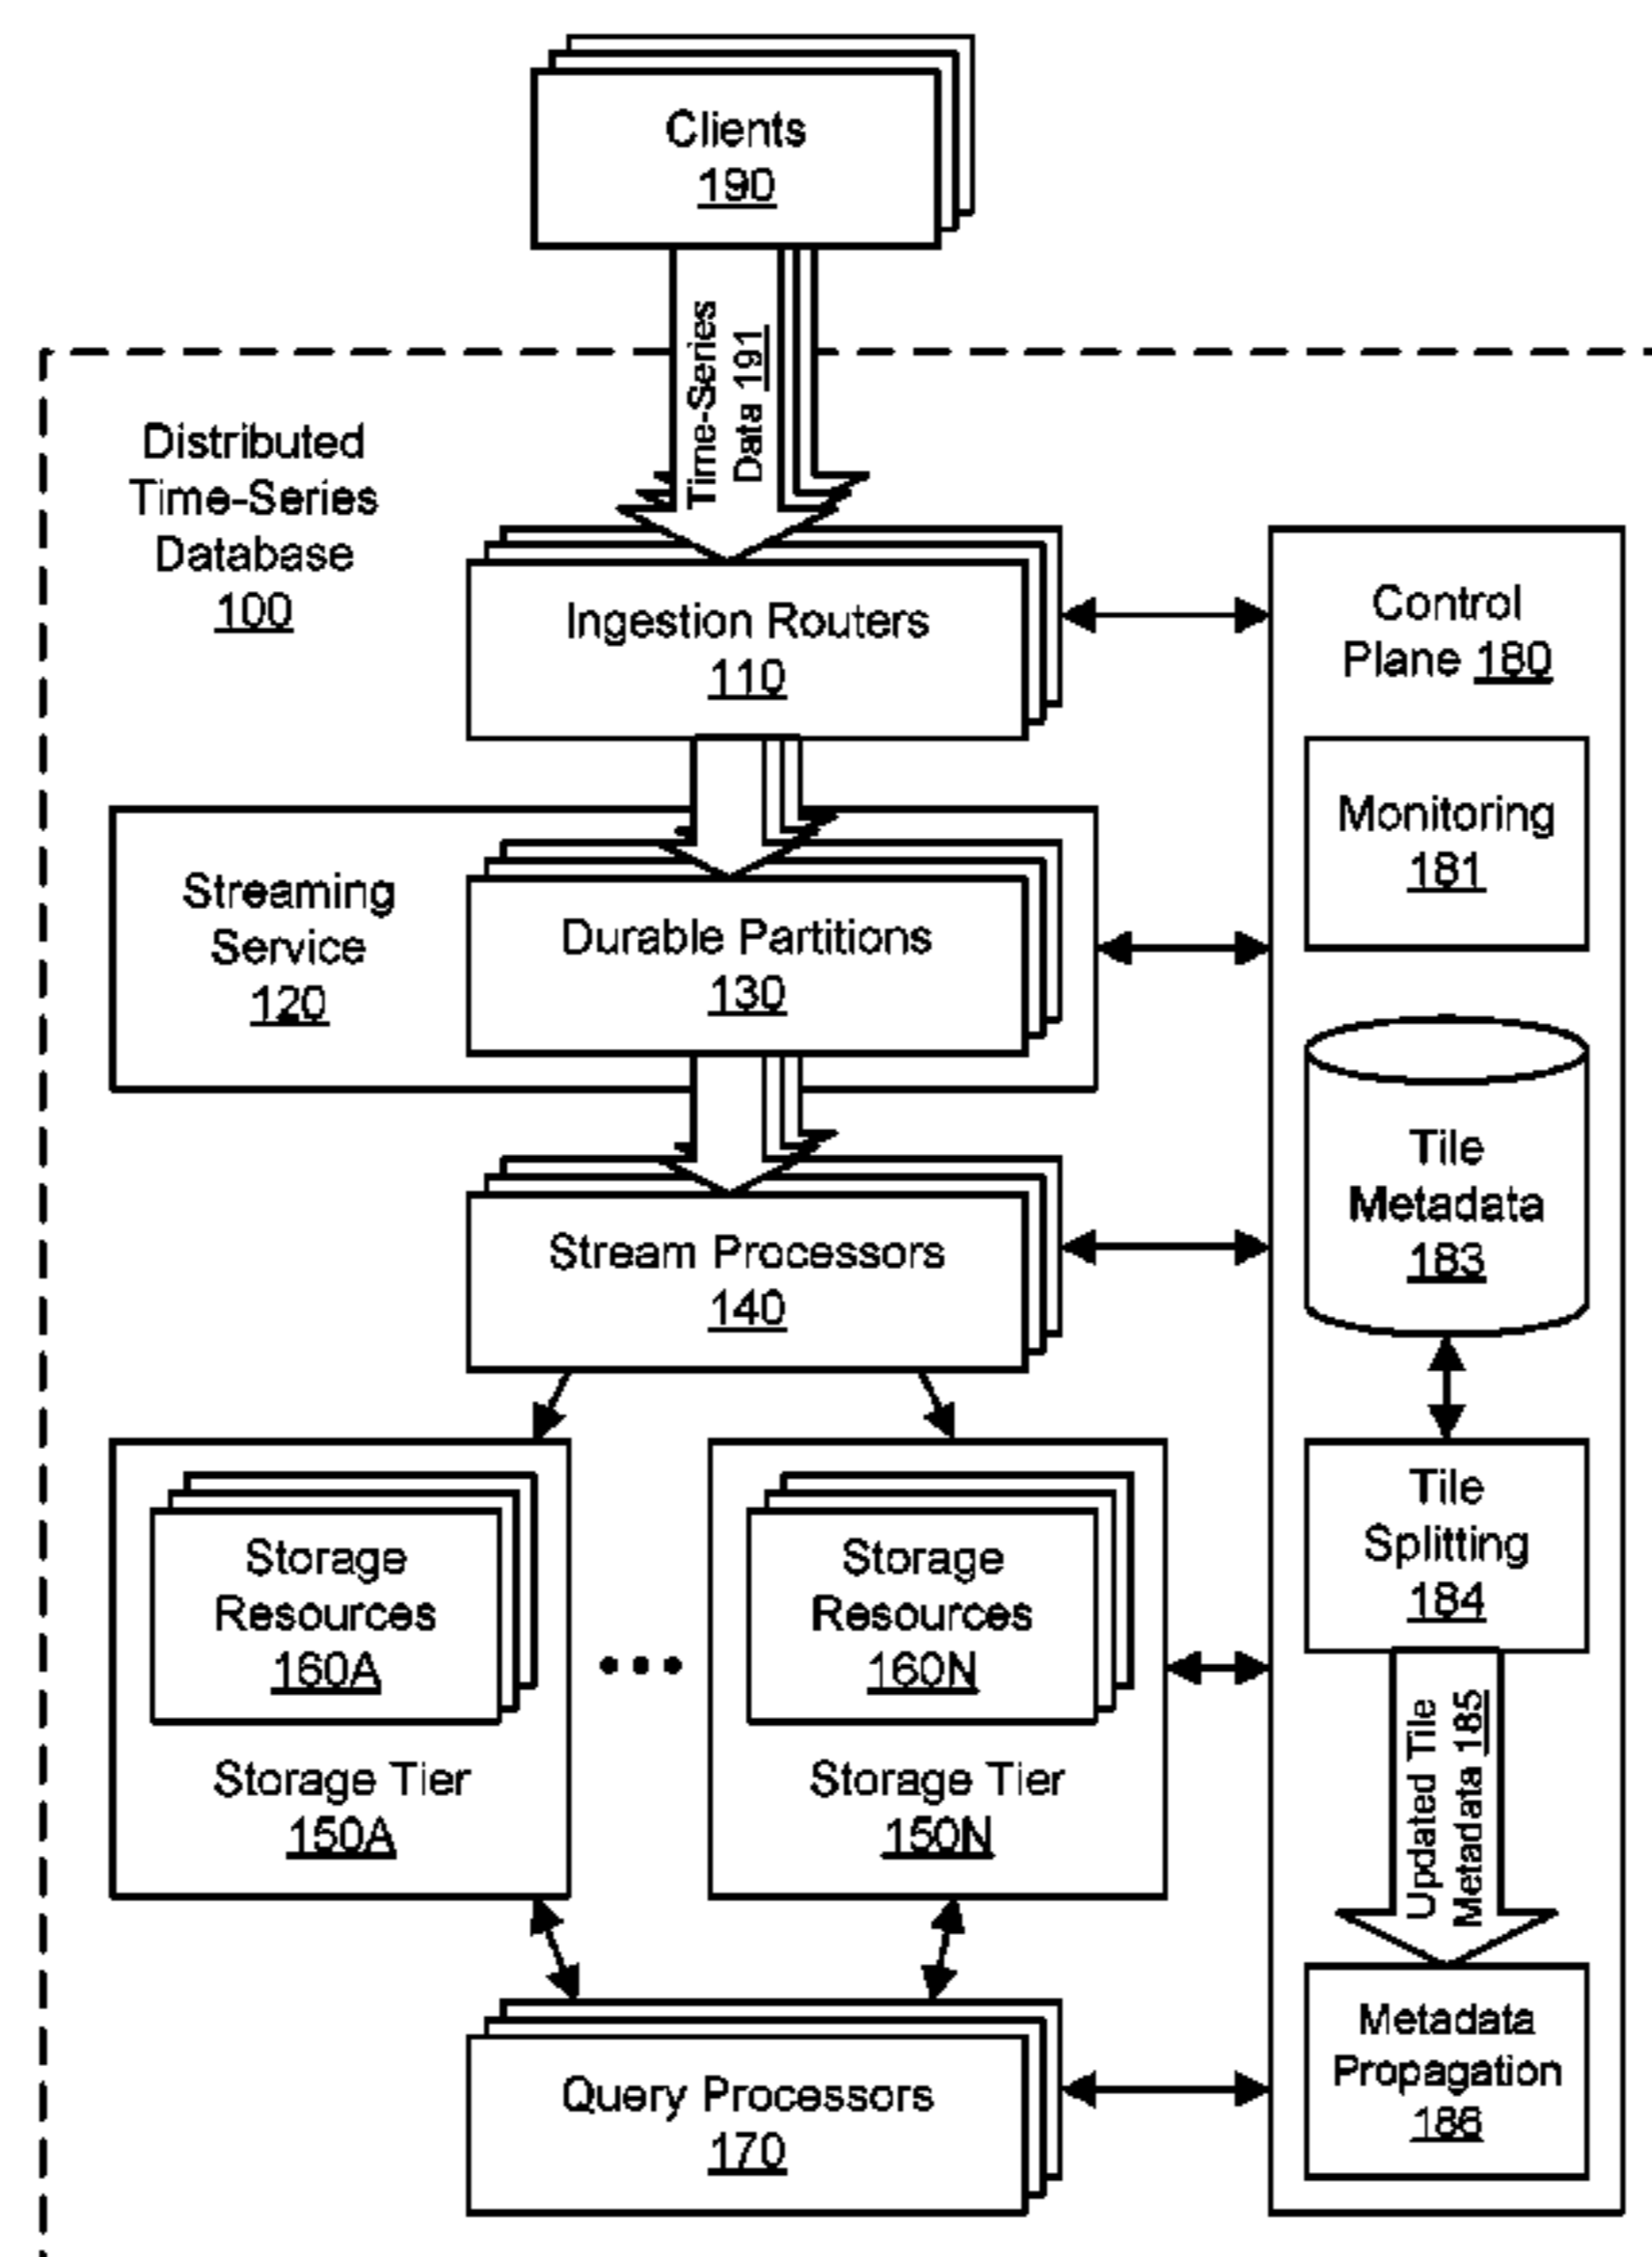 Clients
190
Time-Series
Data 191
Distributed
Time-Series
Database
100
Ingestion Routers
110
Control
Plane 180
Monitoring
181
Streaming
Service
120
Durable Partitions
130
Tile
Metadata
183
Stream Processors
140
Tile
Splitting
184
Storage
Resources
160A
Storage Tier
150A
Storage
Resources
160N
Storage Tier
150N
Updated Tile
Metadata 185
Metadata
Propagation
186
Query Processors
170